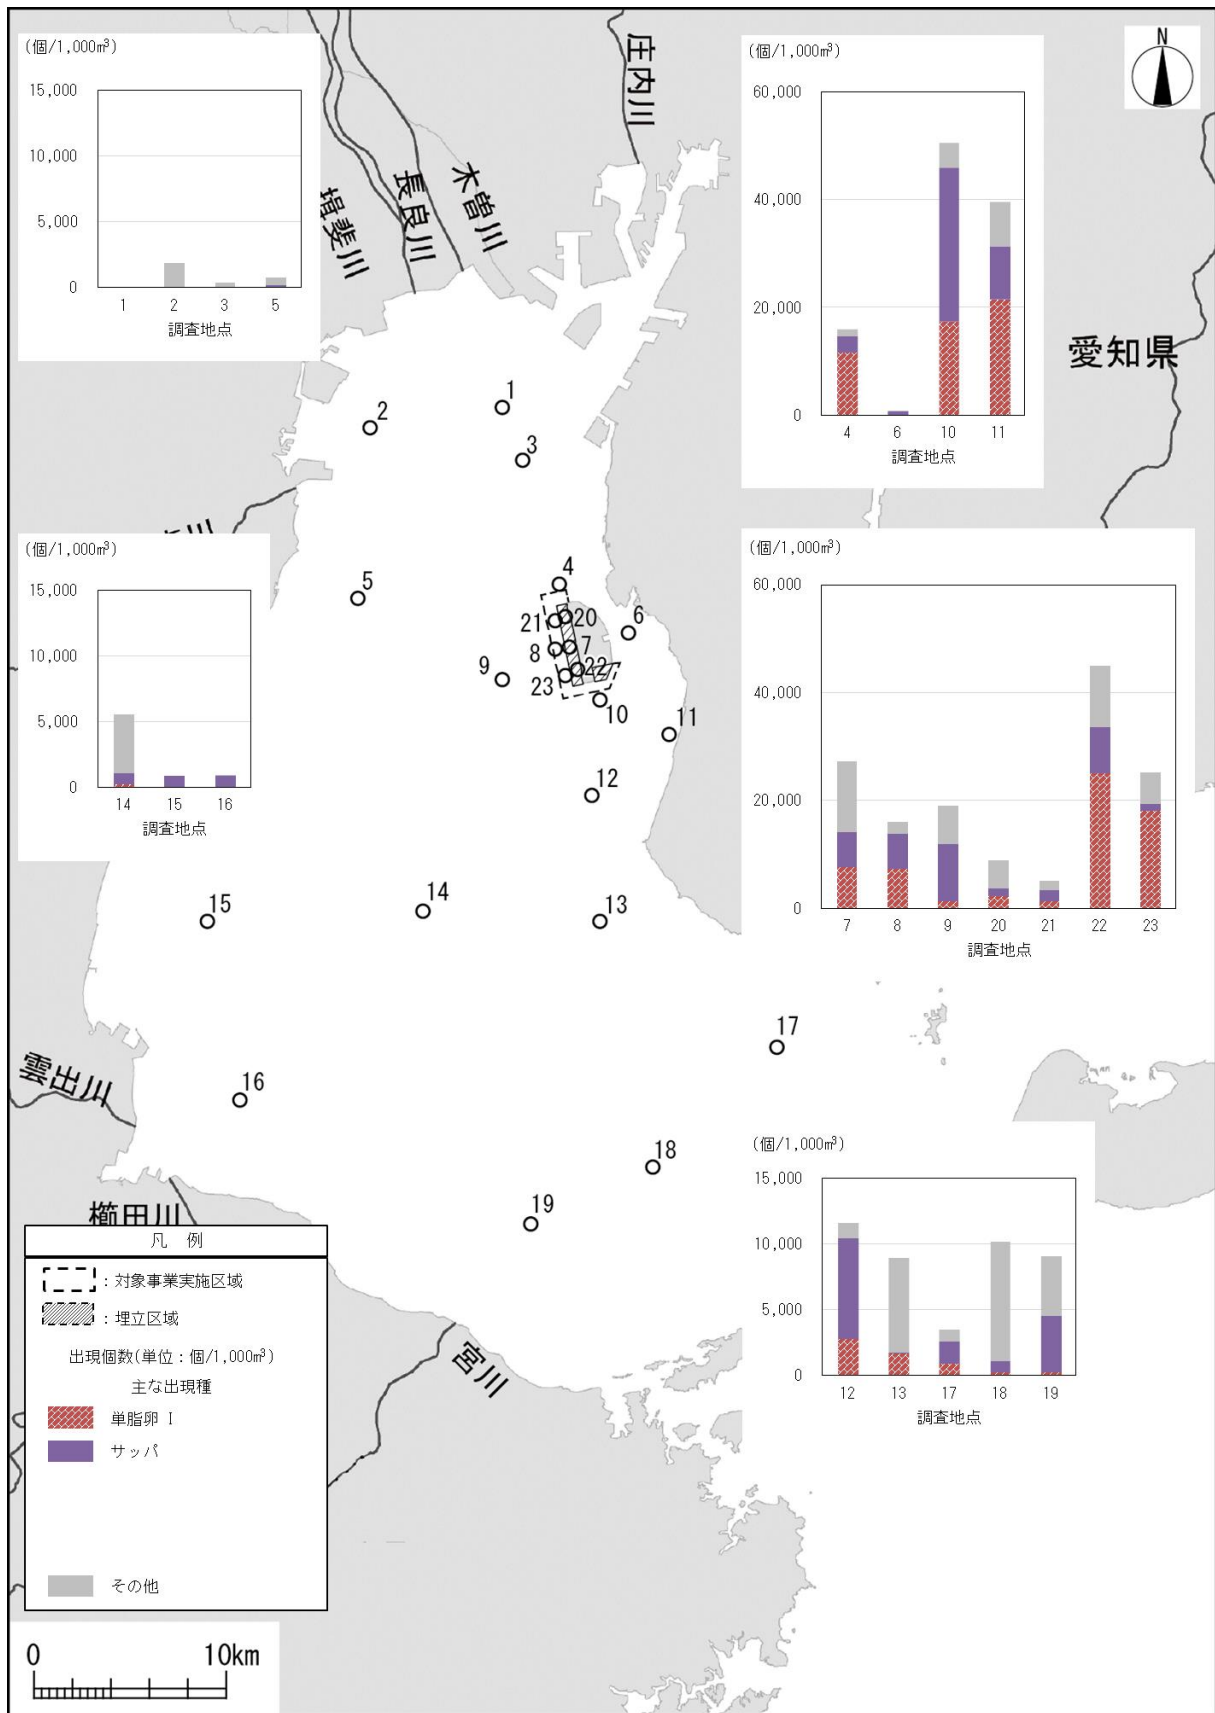 (個/1,000m³)
15,000
10,000
5,000
0
1 2 3 5
調査地点
揖斐川
長良川
木曽川
庄内川
(個/1,000m³)
60,000
40,000
20,000
0
4 6 10 11
調査地点
N
愛知県
1
2
3
4
5
6
20
21
7
8
22
9
23
10
11
12
13
14
15
16
17
18
19
(個/1,000m³)
15,000
10,000
5,000
0
14 15 16
調査地点
(個/1,000m³)
60,000
40,000
20,000
0
7 8 9 20 21 22 23
調査地点
(個/1,000m³)
15,000
10,000
5,000
0
12 13 17 18 19
調査地点
雲出川
櫛田川
宮川
凡 例
：対象事業実施区域
：埋立区域
出現個数(単位：個/1,000m³)
主な出現種
単脂卵 Ⅰ
サッパ
その他
0 10km